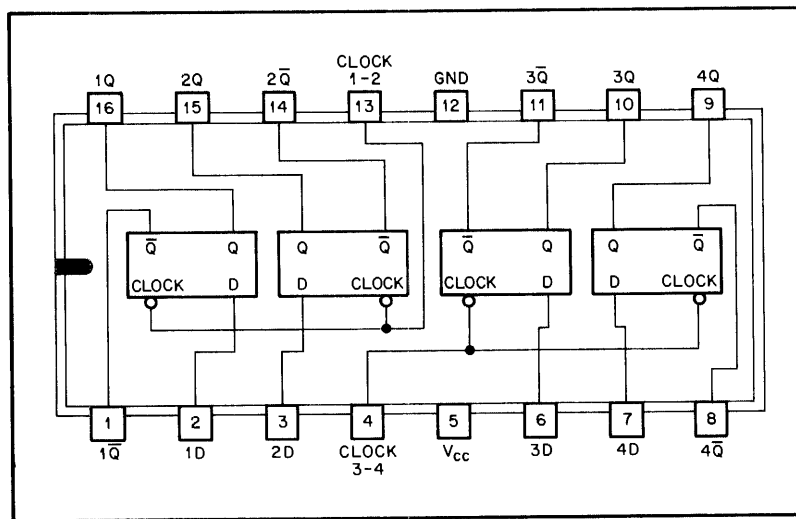 1Q 2Q 2Q̅ CLOCK 1-2 GND 3Q̅ 3Q 4Q
16 15 14 13 12 11 10 9
Q̅ Q Q Q̅ Q̅ Q Q Q̅
CLOCK D D CLOCK CLOCK D D CLOCK
1 2 3 4 5 6 7 8
1Q̅ 1D 2D CLOCK 3-4 VCC 3D 4D 4Q̅